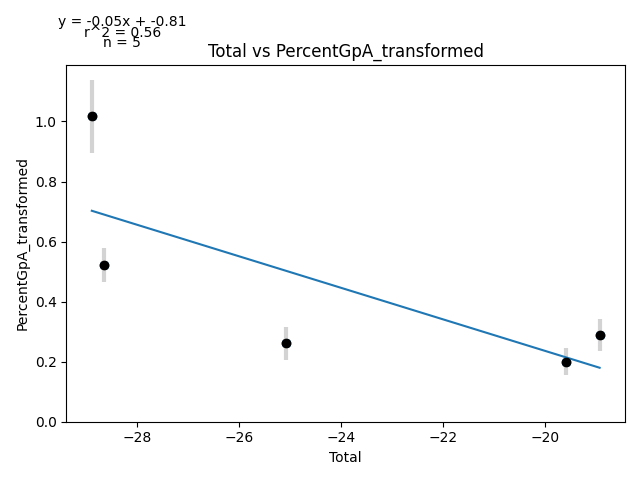 y = -0.05x + -0.81
r^2 = 0.56
n = 5
Total vs PercentGpA_transformed
PercentGpA_transformed
1.0
0.8
0.6
0.4
0.2
0.0
−28
−26
−24
−22
−20
Total